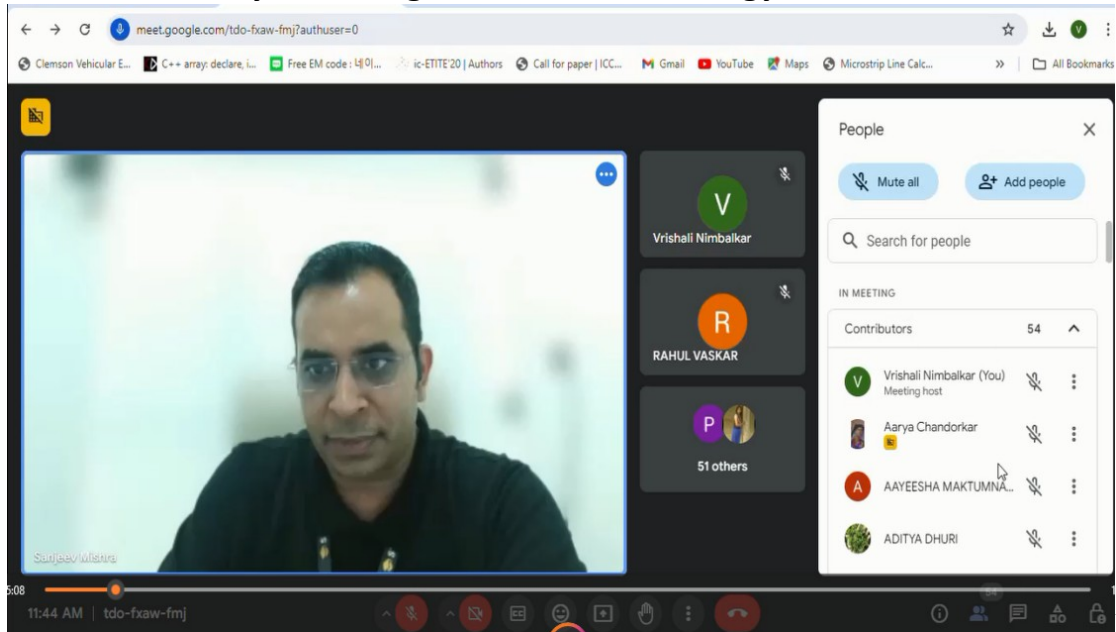 meet.google.com/tdo-fxaw-fmj?authuser=0
Clemson Vehicular E... C++ array: declare, i... Free EM code : ic-ETITE'20 | Authors Call for paper | ICC... Gmail YouTube Maps Microstrip Line Calc... » All Bookmarks
V
People
Mute all Add people
V
Vrishali Nimbalkar
Search for people
IN MEETING
R
RAHUL VASKAR
Contributors 54
V Vrishali Nimbalkar (You)
Meeting host
P
51 others
Aarya Chandorkar
A AAYEESHA MAKTUMNA...
ADITYA DHURI
Sanjeev Mishra
5:08
11:44 AM | tdo-fxaw-fmj